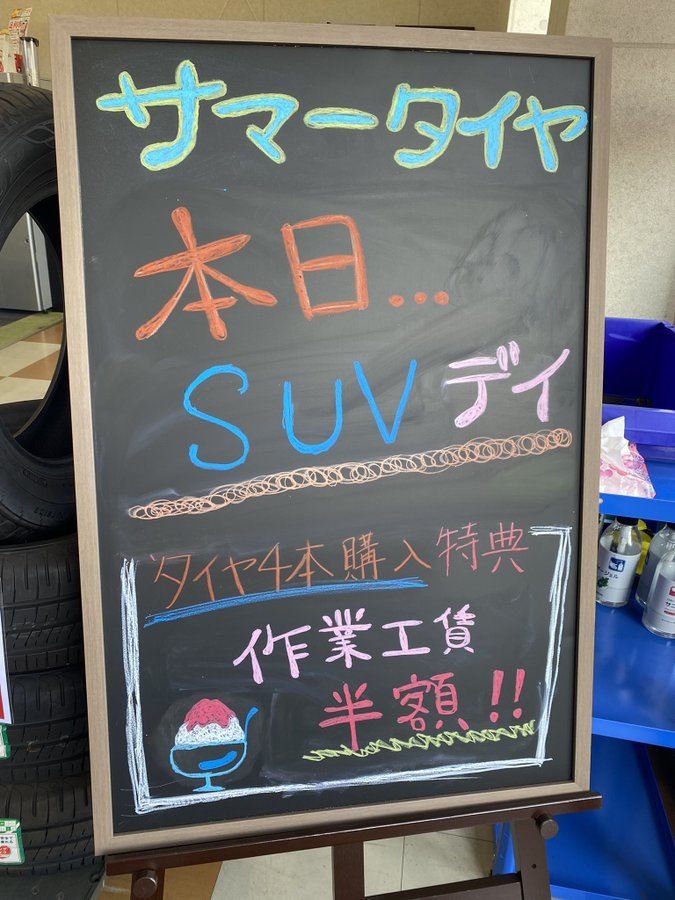 サマータイヤ
本日...
SUVデイ
タイヤ4本購入特典
作業工賃
半額!!